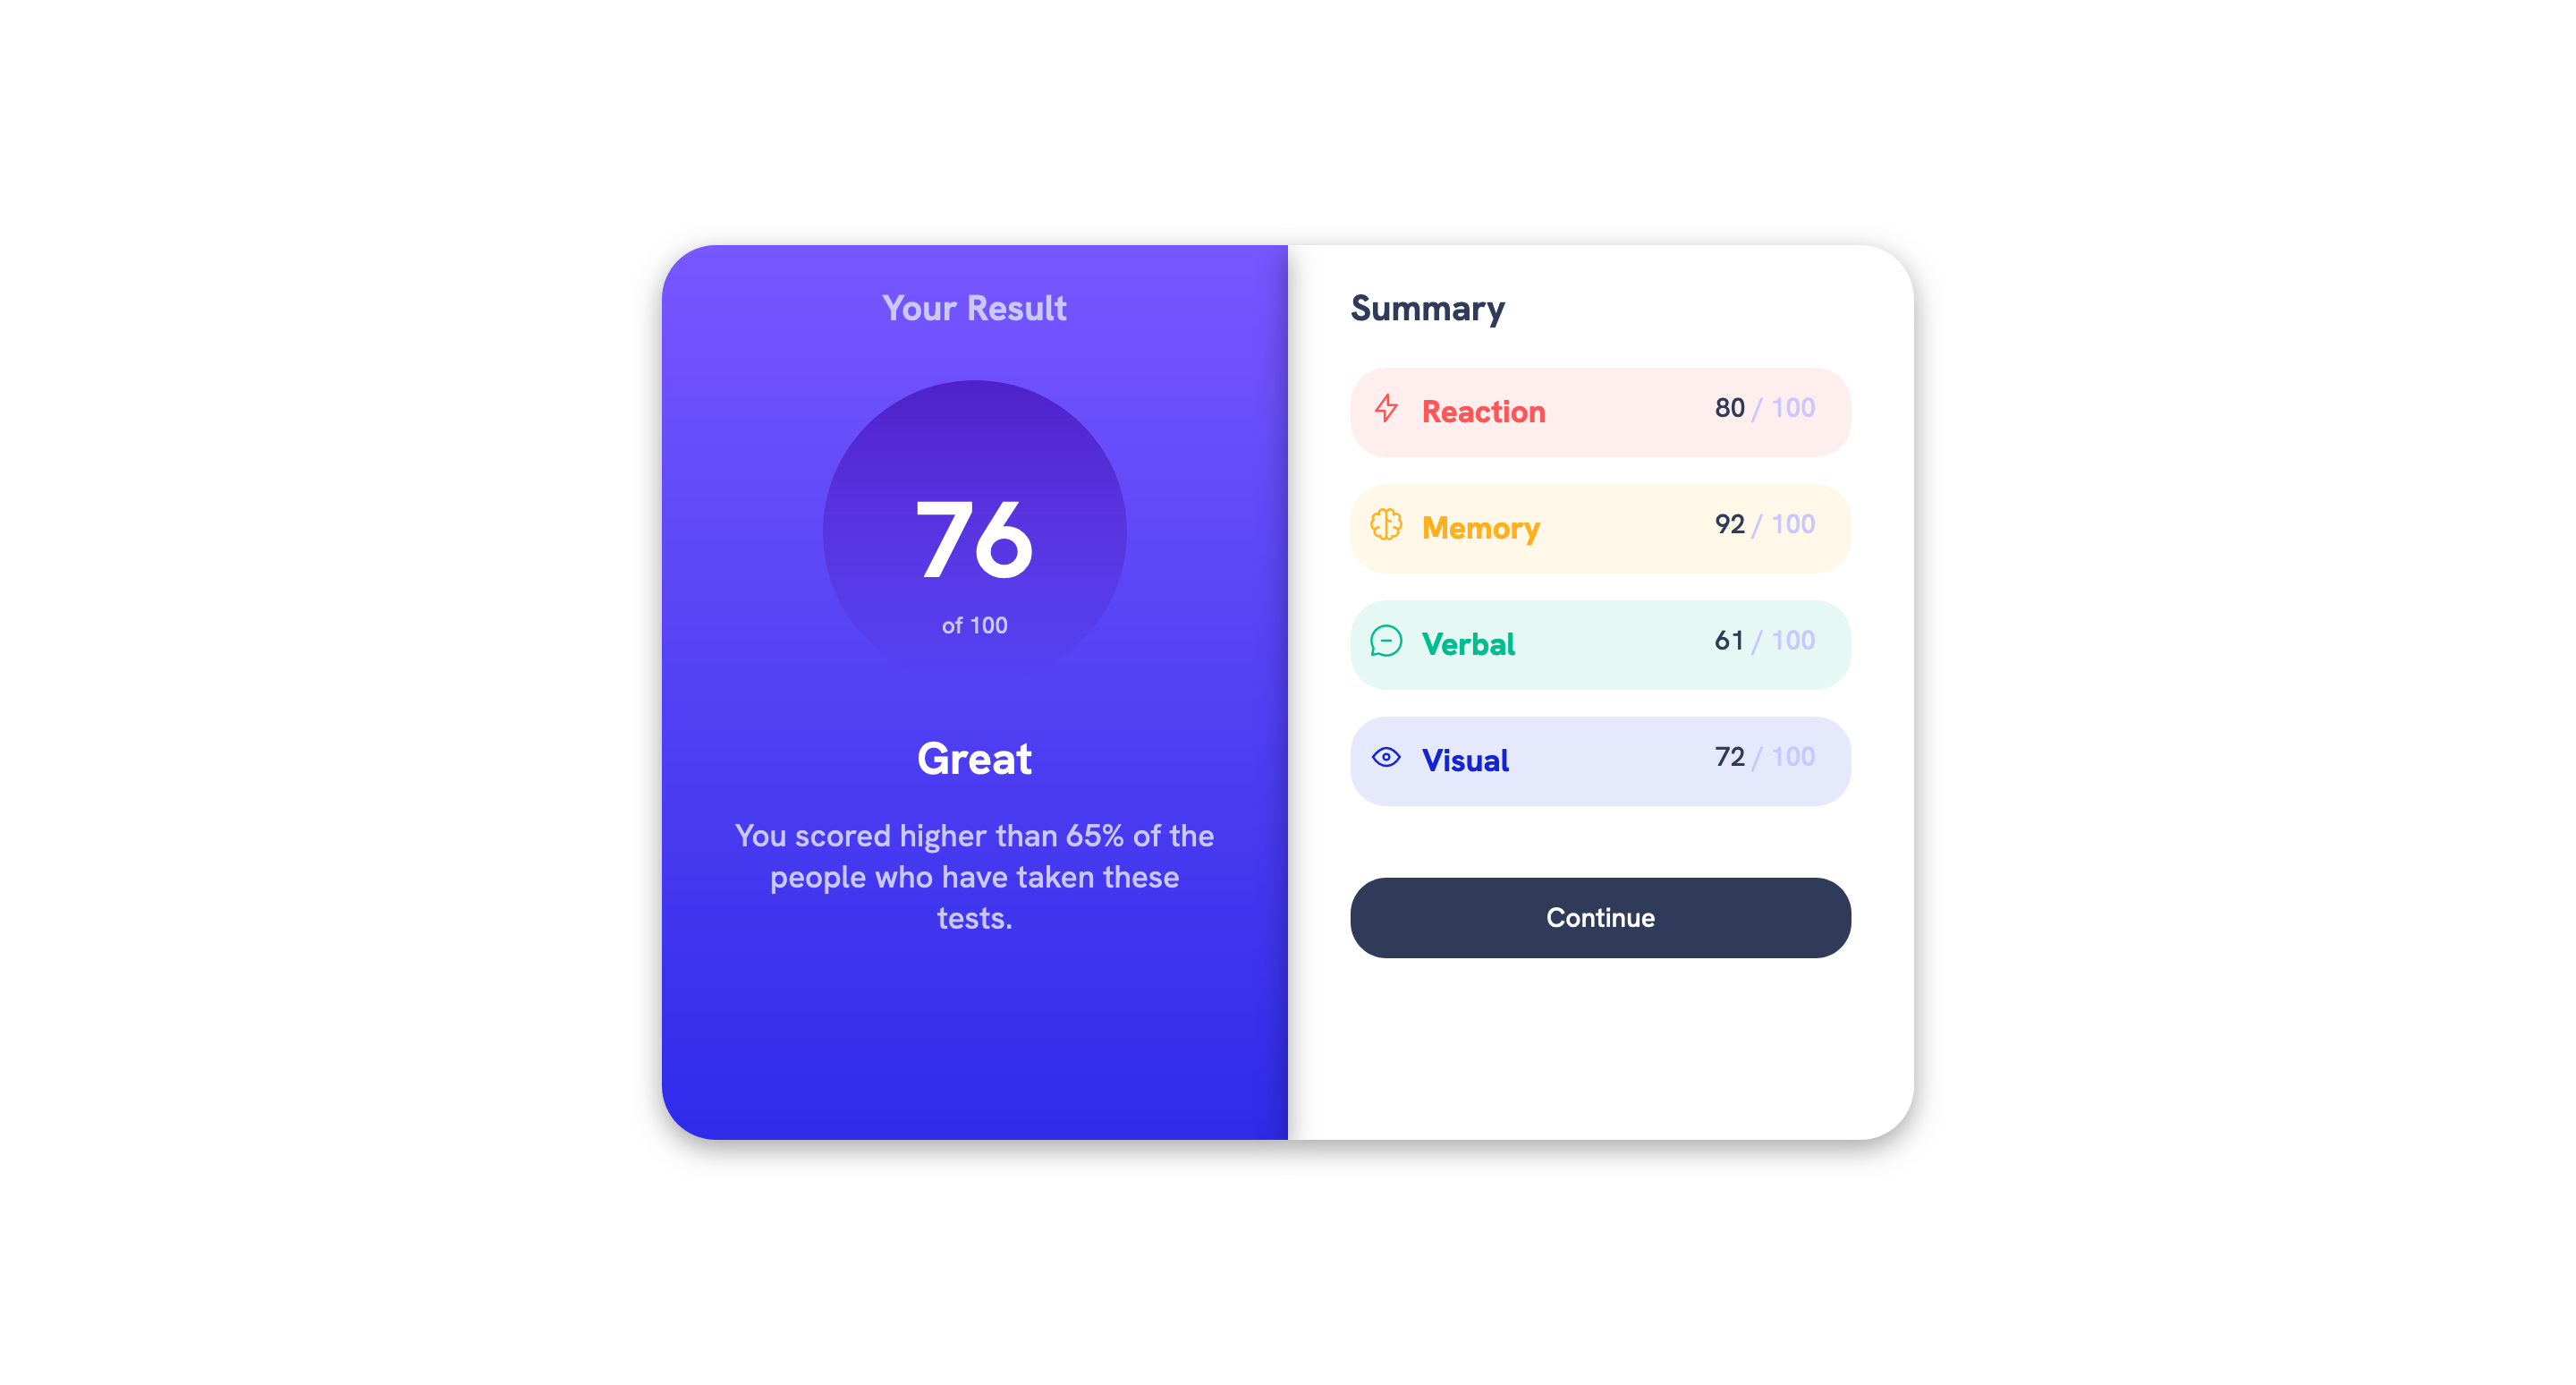 Your Result
76
of 100
Great
You scored higher than 65% of the
people who have taken these
tests.
Summary
Reaction 80 / 100
Memory 92 / 100
Verbal 61 / 100
Visual 72 / 100
Continue